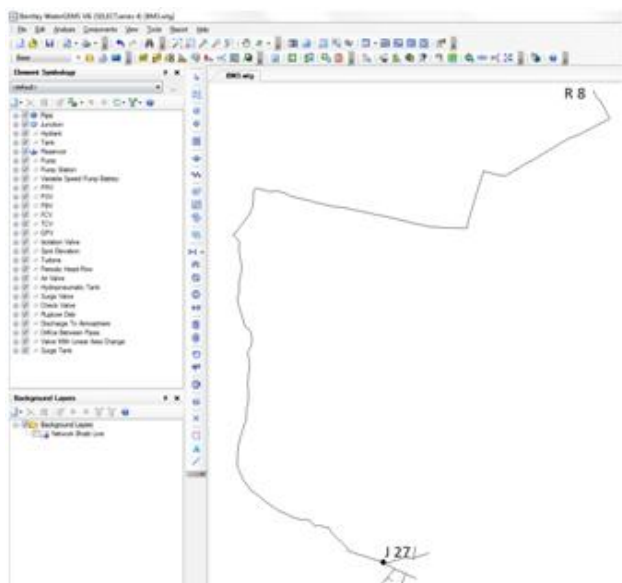 Bentley WaterGEMS V8i (SELECTseries 4) [BMS.wtg]
File Edit Analysis Components View Tools Report Help
Base
Element Symbology
BMS.wtg
<default>
R 8
Pipe
Junction
Hydrant
Tank
Reservoir
Pump
Pump Station
Variable Speed Pump Battery
PRV
PSV
PBV
FCV
TCV
GPV
Isolation Valve
Spot Elevation
Turbine
Periodic Head-Flow
Air Valve
Hydropneumatic Tank
Surge Valve
Check Valve
Rupture Disk
Discharge To Atmosphere
Orifice Between Pipes
Valve With Linear Area Change
Surge Tank
Background Layers
Background Layers
J 27